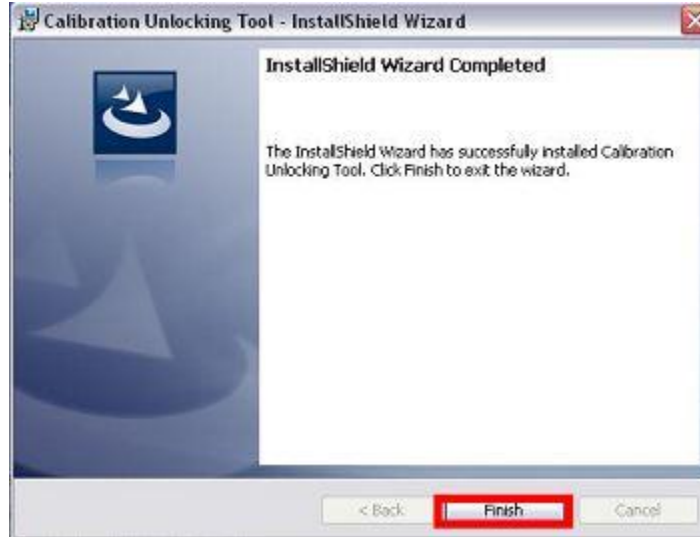 Calibration Unlocking Tool - InstallShield Wizard
InstallShield Wizard Completed
The InstallShield Wizard has successfully installed Calibration
Unlocking Tool. Click Finish to exit the wizard.
< Back Finish Cancel